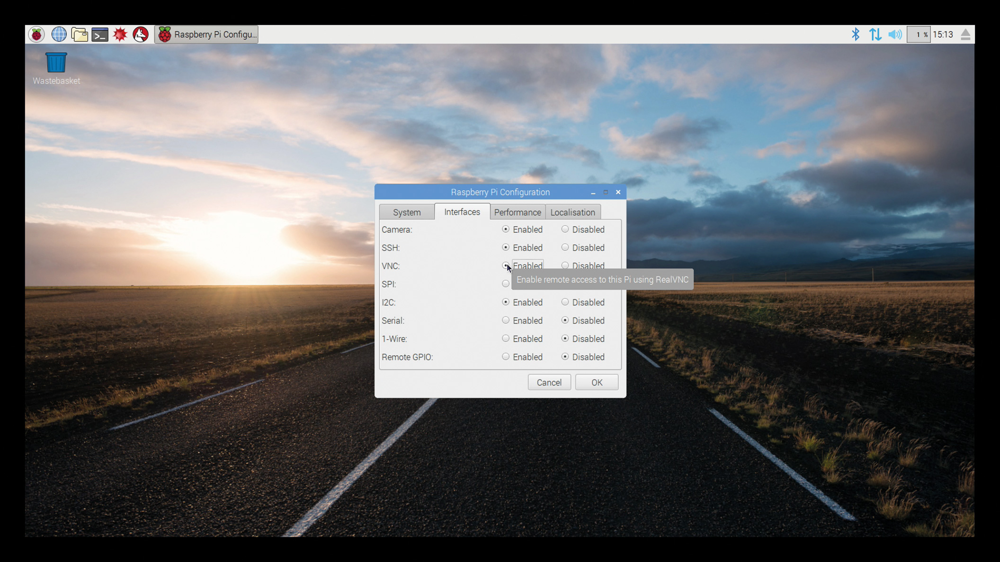 Raspberry Pi Configu... 1 % 15:13
Wastebasket
Raspberry Pi Configuration
System Interfaces Performance Localisation
Camera: Enabled Disabled
SSH: Enabled Disabled
VNC: Enabled Disabled
Enable remote access to this Pi using RealVNC
SPI:
I2C: Enabled Disabled
Serial: Enabled Disabled
1-Wire: Enabled Disabled
Remote GPIO: Enabled Disabled
Cancel OK